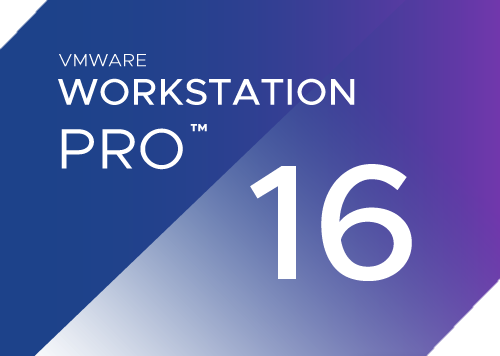 VMWARE
WORKSTATION
PRO™
16